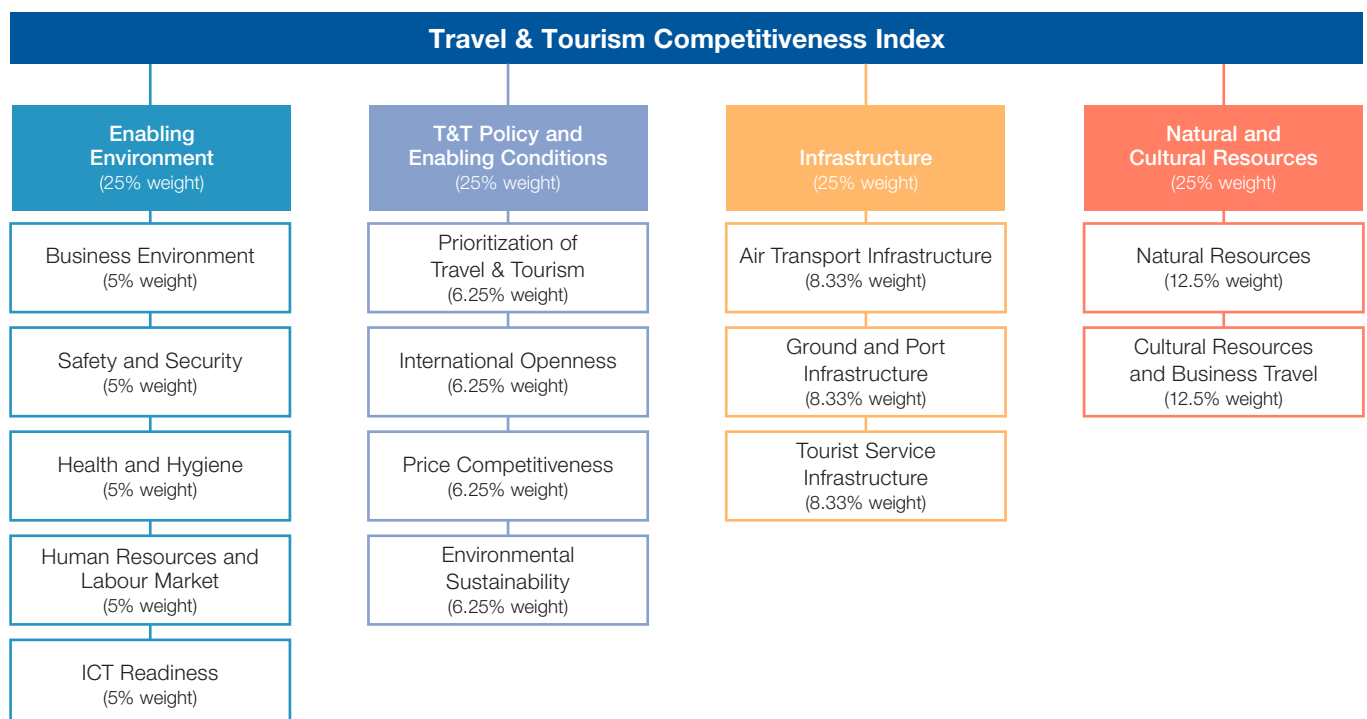 Travel & Tourism Competitiveness Index
Enabling
Environment
(25% weight)
Business Environment
(5% weight)
Safety and Security
(5% weight)
Health and Hygiene
(5% weight)
Human Resources and
Labour Market
(5% weight)
ICT Readiness
(5% weight)
T&T Policy and
Enabling Conditions
(25% weight)
Prioritization of
Travel & Tourism
(6.25% weight)
International Openness
(6.25% weight)
Price Competitiveness
(6.25% weight)
Environmental
Sustainability
(6.25% weight)
Infrastructure
(25% weight)
Air Transport Infrastructure
(8.33% weight)
Ground and Port
Infrastructure
(8.33% weight)
Tourist Service
Infrastructure
(8.33% weight)
Natural and
Cultural Resources
(25% weight)
Natural Resources
(12.5% weight)
Cultural Resources
and Business Travel
(12.5% weight)